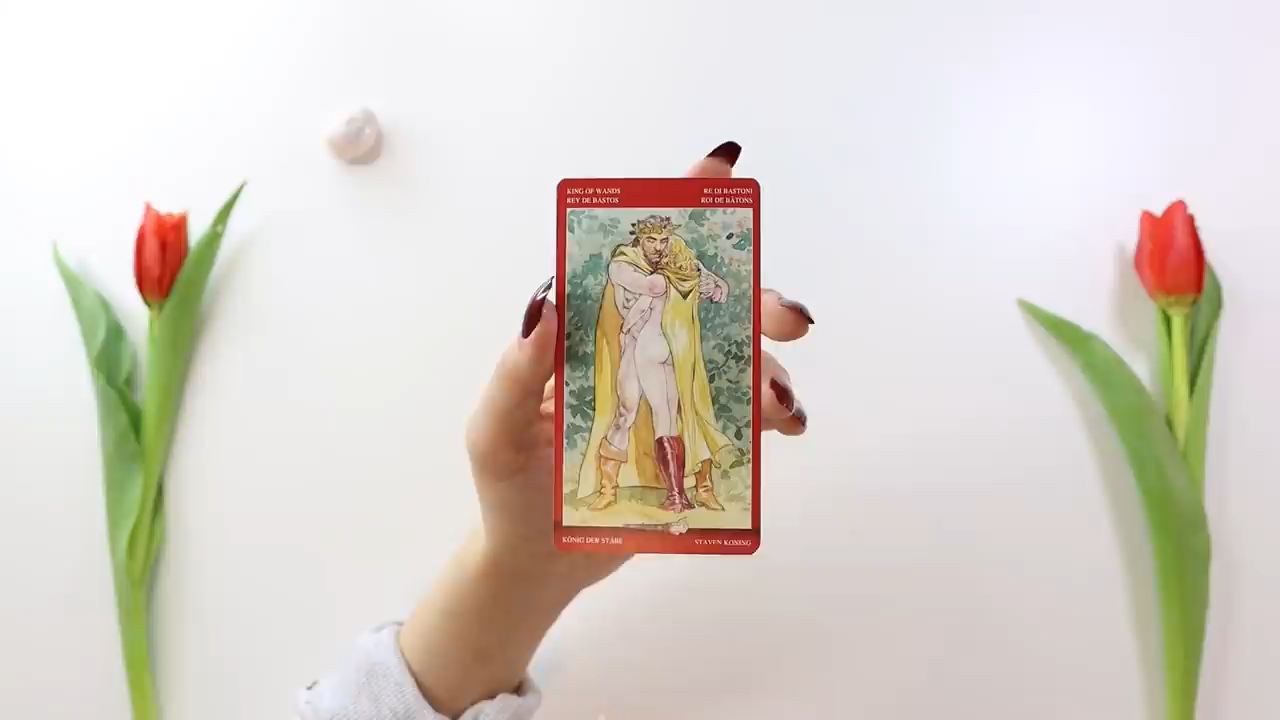 KING OF WANDS
REY DE BASTOS
RE DI BASTONI
ROI DE BÂTONS
KÖNIG DER STÄBE
STAVEN KONING